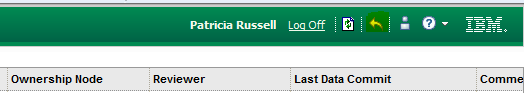 Patricia Russell Log Off ? IBM.
Ownership Node Reviewer Last Data Commit Comme